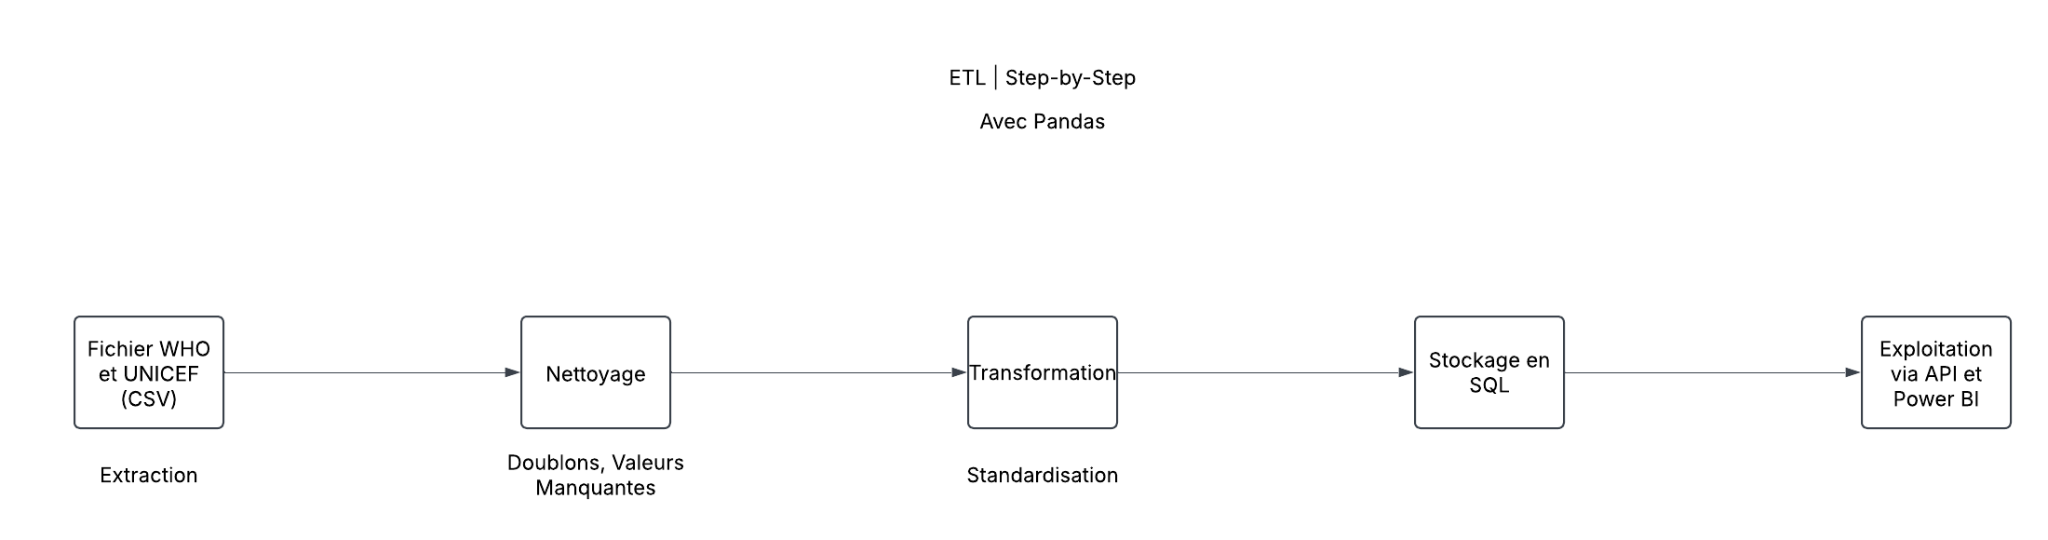 ETL | Step-by-Step
Avec Pandas
Fichier WHO
et UNICEF
(CSV)
Nettoyage
Transformation
Stockage en
SQL
Exploitation
via API et
Power BI
Extraction
Doublons, Valeurs
Manquantes
Standardisation